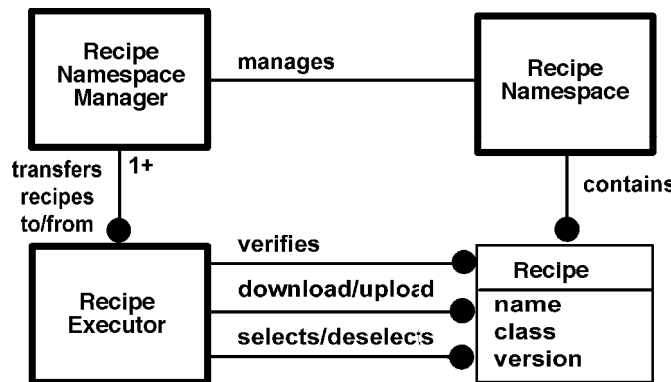 Recipe
Namespace
Manager
manages
Recipe
Namespace
transfers
recipes
to/from
1+
contains
Recipe
Executor
verifies
download/upload
selects/deselects
Recipe
name
class
version